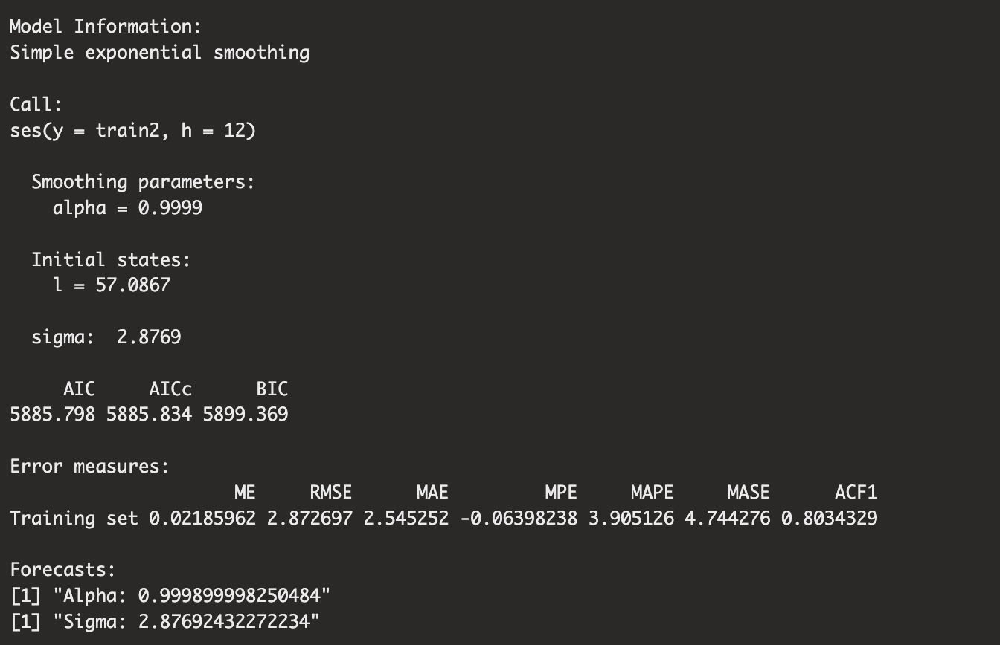 Model Information:
Simple exponential smoothing
Call:
ses(y = train2, h = 12)
Smoothing parameters:
alpha = 0.9999
Initial states:
l = 57.0867
sigma:  2.8769
AIC     AICc      BIC
5885.798 5885.834 5899.369
Error measures:
ME     RMSE      MAE         MPE     MAPE     MASE      ACF1
Training set 0.02185962 2.872697 2.545252 -0.06398238 3.905126 4.744276 0.8034329
Forecasts:
[1] "Alpha: 0.999899998250484"
[1] "Sigma: 2.87692432272234"